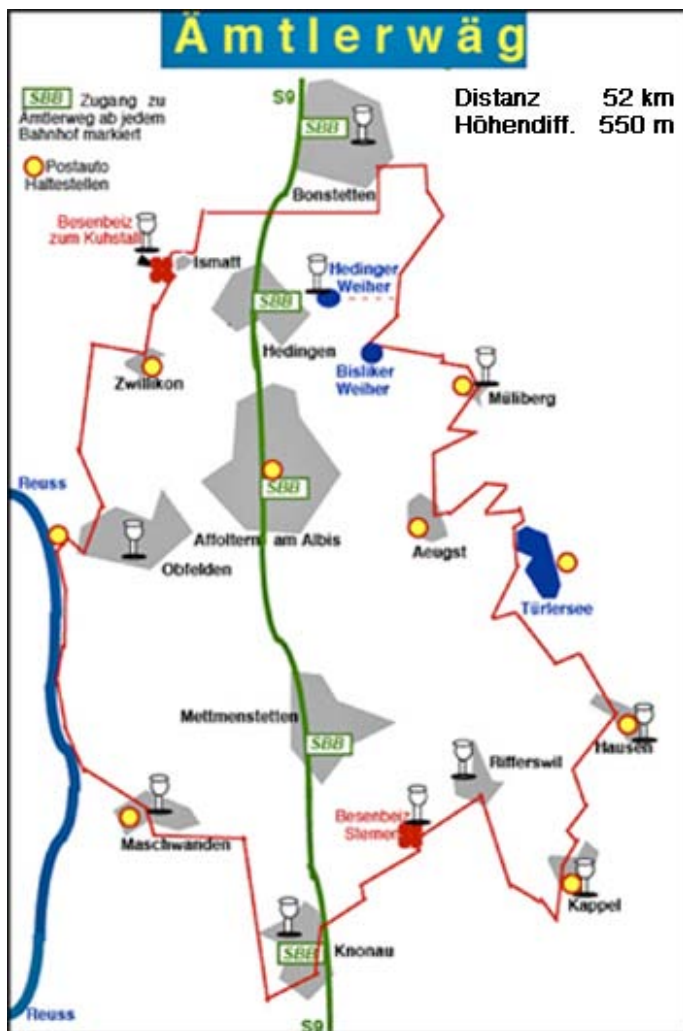 Ämtlerwäg
SBB Zugang zu
Ämtlerweg ab jedem
Bahnhof markiert
Postauto
Haltestellen
Distanz 52 km
Höhendiff. 550 m
S9
SBB
Bonstetten
Besenbeiz
zum Kuhstall
Ismatt
Hedinger
Weiher
SBB
Hedingen
Zwillikon
Bisliker
Weiher
Müliberg
Reuss
SBB
Affoltern am Albis
Obfelden
Aeugst
Türlersee
Mettmenstetten
SBB
Hausen
Rifferswil
Besenbeiz
Sterner
Maschwanden
Kappel
SBB
Knonau
Reuss
S9